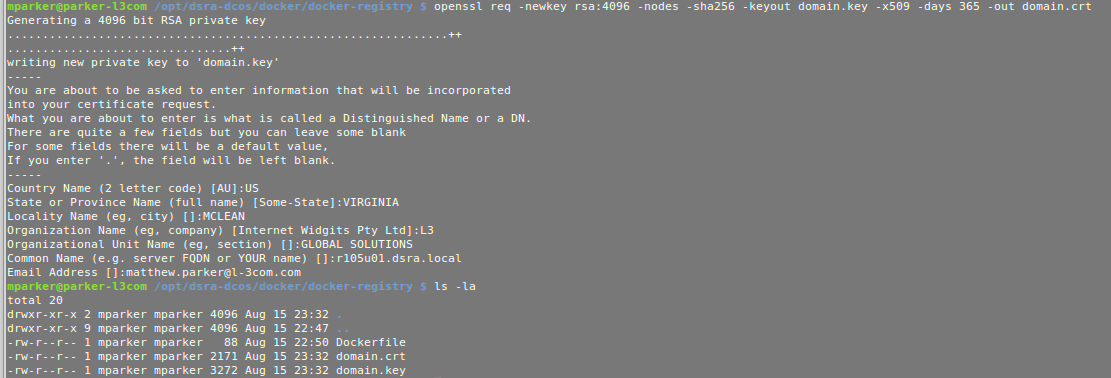 mparker@parker-l3com /opt/dsra-dcos/docker/docker-registry $ openssl req -newkey rsa:4096 -nodes -sha256 -keyout domain.key -x509 -days 365 -out domain.crt
Generating a 4096 bit RSA private key
...............................................................++
................................++
writing new private key to 'domain.key'
-----
You are about to be asked to enter information that will be incorporated
into your certificate request.
What you are about to enter is what is called a Distinguished Name or a DN.
There are quite a few fields but you can leave some blank
For some fields there will be a default value,
If you enter '.', the field will be left blank.
-----
Country Name (2 letter code) [AU]:US
State or Province Name (full name) [Some-State]:VIRGINIA
Locality Name (eg, city) []:MCLEAN
Organization Name (eg, company) [Internet Widgits Pty Ltd]:L3
Organizational Unit Name (eg, section) []:GLOBAL SOLUTIONS
Common Name (e.g. server FQDN or YOUR name) []:r105u01.dsra.local
Email Address []:matthew.parker@l-3com.com
mparker@parker-l3com /opt/dsra-dcos/docker/docker-registry $ ls -la
total 20
drwxr-xr-x 2 mparker mparker 4096 Aug 15 23:32 .
drwxr-xr-x 9 mparker mparker 4096 Aug 15 22:47 ..
-rw-r--r-- 1 mparker mparker   88 Aug 15 22:50 Dockerfile
-rw-r--r-- 1 mparker mparker 2171 Aug 15 23:32 domain.crt
-rw-r--r-- 1 mparker mparker 3272 Aug 15 23:32 domain.key